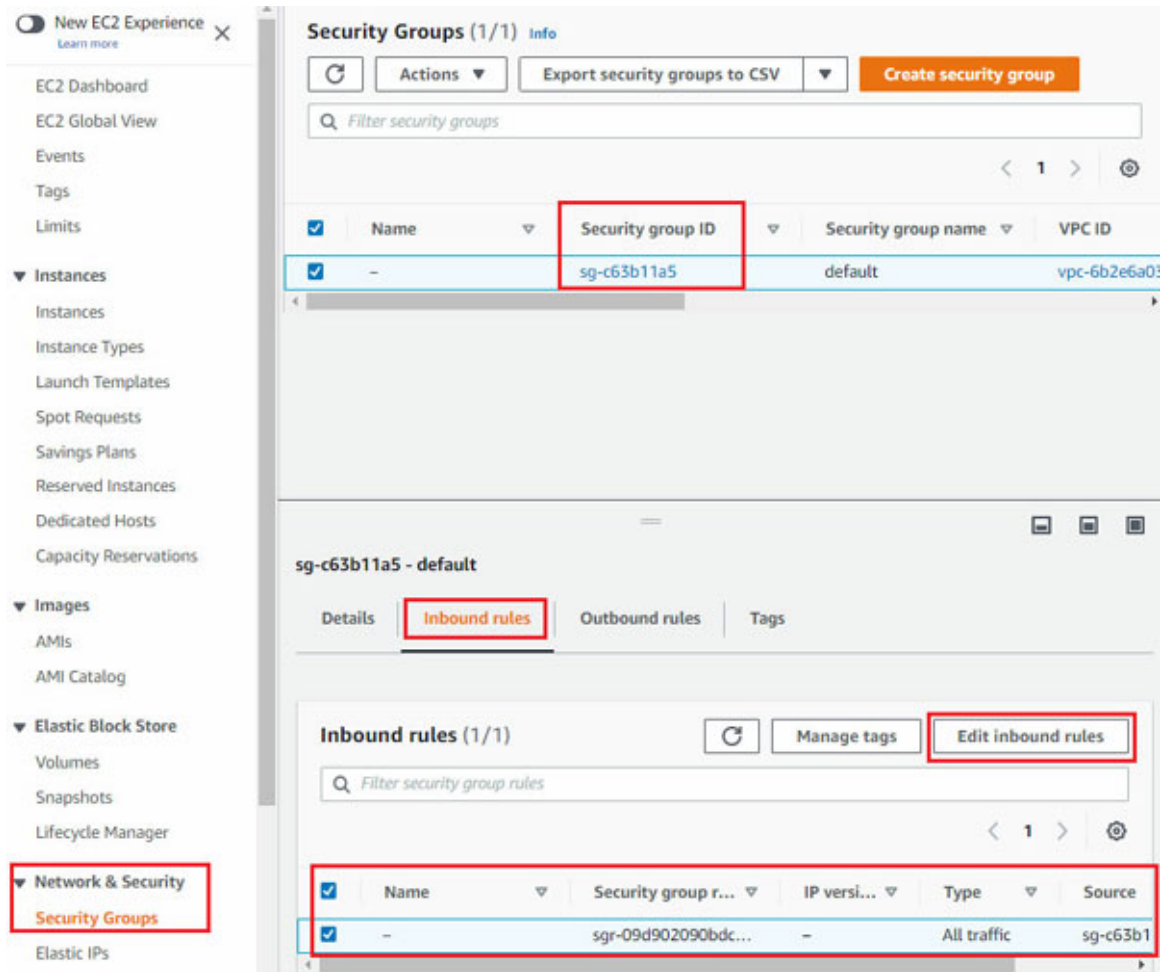 New EC2 Experience
Learn more
EC2 Dashboard
EC2 Global View
Events
Tags
Limits
Instances
Instances
Instance Types
Launch Templates
Spot Requests
Savings Plans
Reserved Instances
Dedicated Hosts
Capacity Reservations
Images
AMIs
AMI Catalog
Elastic Block Store
Volumes
Snapshots
Lifecycle Manager
Network & Security
Security Groups
Elastic IPs
Security Groups (1/1) Info
Actions Export security groups to CSV Create security group
Filter security groups
1
Name Security group ID Security group name VPC ID
– sg-c63b11a5 default vpc-6b2e6a03
sg-c63b11a5 - default
Details Inbound rules Outbound rules Tags
Inbound rules (1/1) Manage tags Edit inbound rules
Filter security group rules
1
Name Security group r... IP versi... Type Source
– sgr-09d902090bdc... – All traffic sg-c63b1